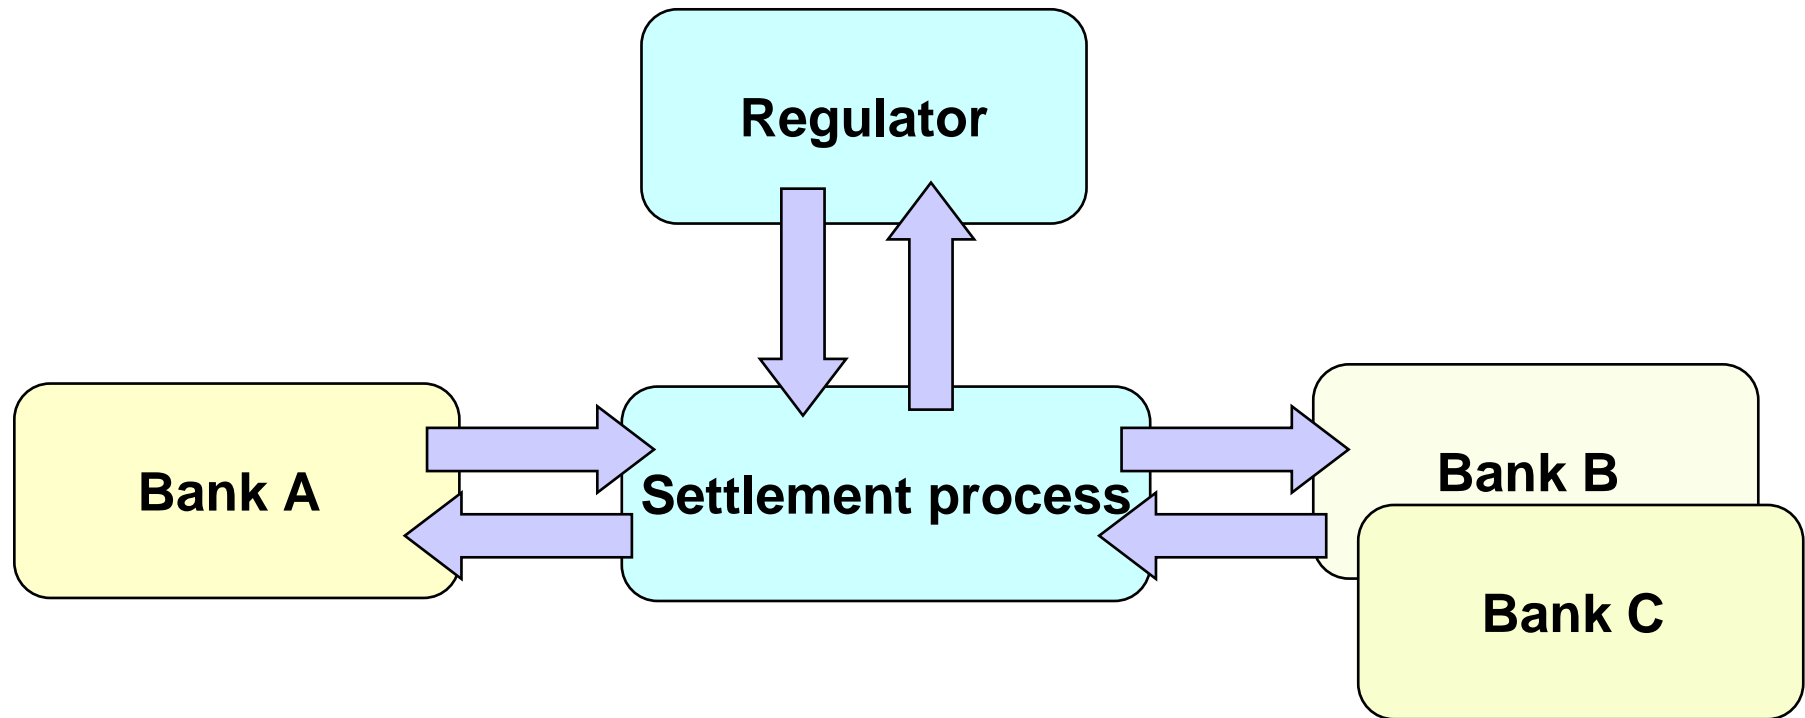 Regulator
Bank A
Settlement process
Bank B
Bank C